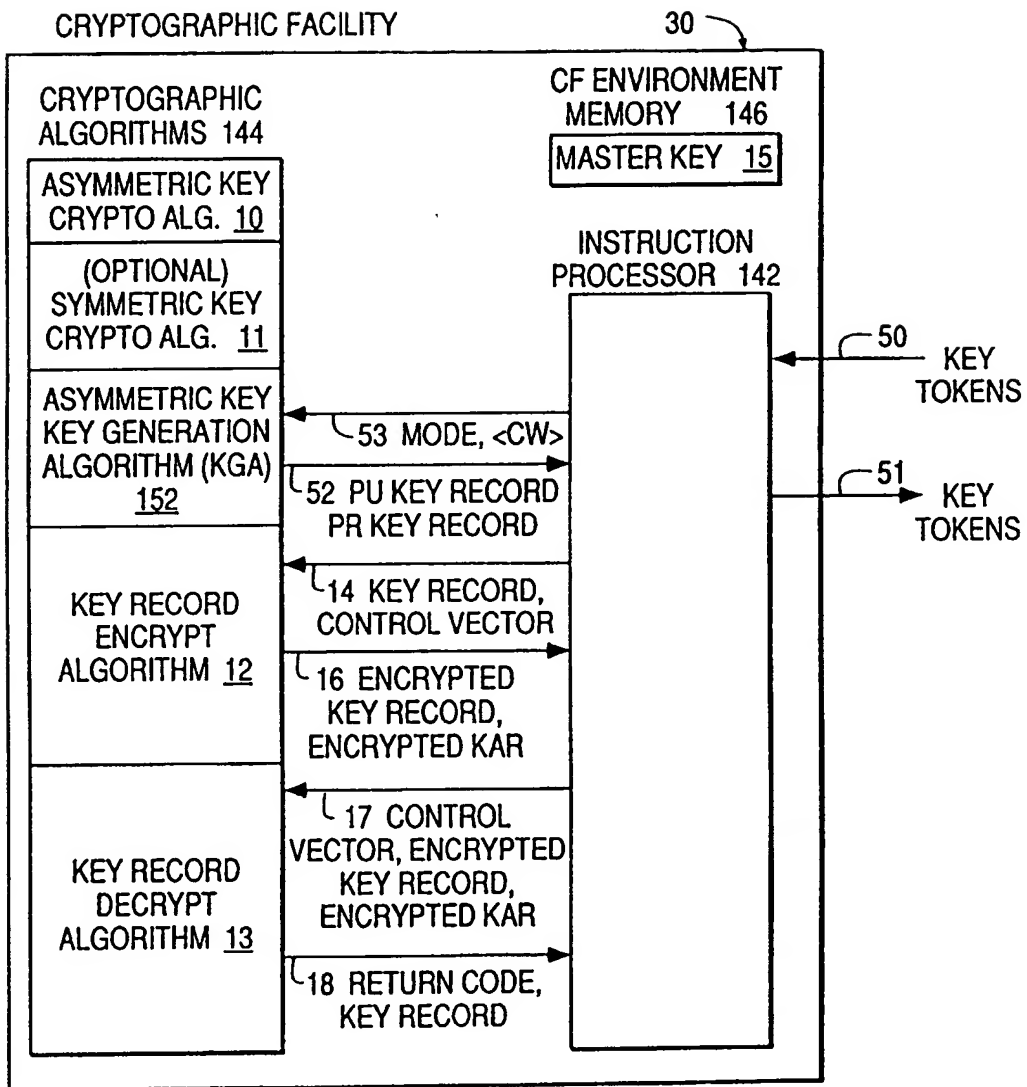 CRYPTOGRAPHIC FACILITY
30
CRYPTOGRAPHIC
ALGORITHMS 144
ASYMMETRIC KEY
CRYPTO ALG. 10
(OPTIONAL)
SYMMETRIC KEY
CRYPTO ALG. 11
ASYMMETRIC KEY
KEY GENERATION
ALGORITHM (KGA)
152
KEY RECORD
ENCRYPT
ALGORITHM 12
KEY RECORD
DECRYPT
ALGORITHM 13
53 MODE, <CW>
52 PU KEY RECORD
PR KEY RECORD
14 KEY RECORD,
CONTROL VECTOR
16 ENCRYPTED
KEY RECORD,
ENCRYPTED KAR
17 CONTROL
VECTOR, ENCRYPTED
KEY RECORD,
ENCRYPTED KAR
18 RETURN CODE,
KEY RECORD
CF ENVIRONMENT
MEMORY 146
MASTER KEY 15
INSTRUCTION
PROCESSOR 142
50
KEY
TOKENS
51
KEY
TOKENS